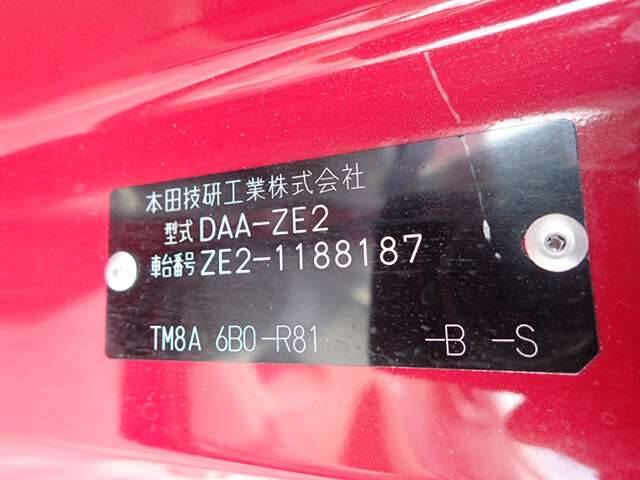 本田技研工業株式会社
型式 DAA-ZE2
車台番号 ZE2-1188187
TM8A 6B0-R81 -B -S